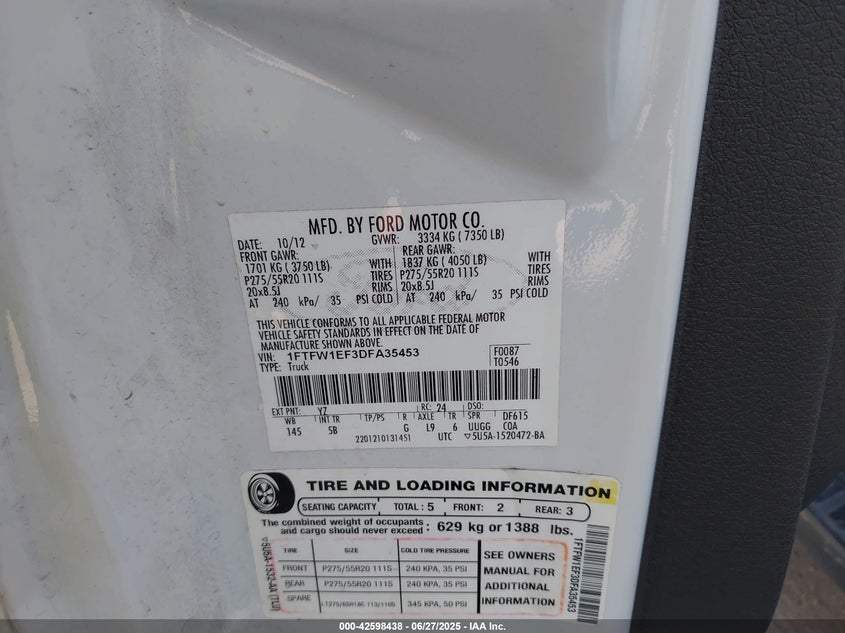 MFD. BY FORD MOTOR CO.
DATE: 10/12 GVWR: 3334 KG ( 7350 LB)
FRONT GAWR: REAR GAWR:
1701 KG ( 3750 LB) WITH 1837 KG ( 4050 LB) WITH
P275/55R20 111S TIRES P275/55R20 111S TIRES
20x8.5J RIMS 20x8.5J RIMS
AT 240 kPa/ 35 PSI COLD AT 240 kPa/ 35 PSI COLD
THIS VEHICLE CONFORMS TO ALL APPLICABLE FEDERAL MOTOR
VEHICLE SAFETY STANDARDS IN EFFECT ON THE DATE OF
MANUFACTURE SHOWN ABOVE.
VIN: 1FTFW1EF3DFA35453 F0087
TYPE: Truck T0546
EXT PNT: YZ RC: 24 DSO:
WB INT TR TP/PS R AXLE TR SPR DF615
145 5B G L9 6 UUGG COA
2201210131451 UTC ▽5U5A-1520472-BA
TIRE AND LOADING INFORMATION
SEATING CAPACITY TOTAL : 5 FRONT: 2 REAR: 3
The combined weight of occupants
and cargo should never exceed : 629 kg or 1388 lbs.
TIRE SIZE COLD TIRE PRESSURE
FRONT P275/55R20 111S 240 KPA, 35 PSI
REAR P275/55R20 111S 240 KPA, 35 PSI
SPARE LT275/65R18C 113/110S 345 KPA, 50 PSI
SEE OWNERS
MANUAL FOR
ADDITIONAL
INFORMATION
▽5U5A-1532-AA (TLU)
1FTFW1EF3DFA35453
000-42598438 - 06/27/2025 - IAA Inc.